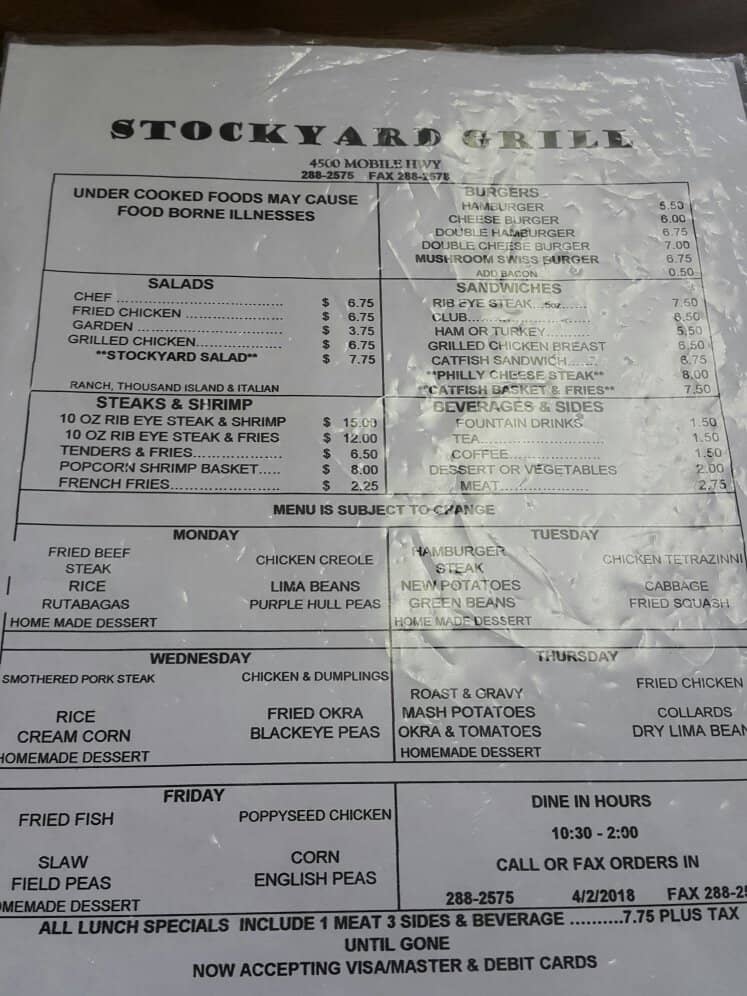 STOCKYARD GRILL
4500 MOBILE HWY
288-2575 FAX 288-2578
UNDER COOKED FOODS MAY CAUSE
FOOD BORNE ILLNESSES
BURGERS
HAMBURGER 5.50
CHEESE BURGER 6.00
DOUBLE HAMBURGER 6.75
DOUBLE CHEESE BURGER 7.00
MUSHROOM SWISS BURGER 6.75
ADD BACON 0.50
SALADS
CHEF .................................... $ 6.75
FRIED CHICKEN ..................... $ 6.75
GARDEN ............................... $ 3.75
GRILLED CHICKEN................... $ 6.75
**STOCKYARD SALAD** $ 7.75
RANCH, THOUSAND ISLAND & ITALIAN
SANDWICHES
RIB EYE STEAK...5oz...... 7.50
CLUB........................... 6.50
HAM OR TURKEY........... 5.50
GRILLED CHICKEN BREAST 6.50
CATFISH SANDWICH...... 6.75
**PHILLY CHEESE STEAK** 8.00
**CATFISH BASKET & FRIES** 7.50
STEAKS & SHRIMP
10 OZ RIB EYE STEAK & SHRIMP $ 15.00
10 OZ RIB EYE STEAK & FRIES $ 12.00
TENDERS & FRIES................... $ 6.50
POPCORN SHRIMP BASKET..... $ 8.00
FRENCH FRIES........................ $ 2.25
BEVERAGES & SIDES
FOUNTAIN DRINKS 1.50
TEA........................... 1.50
COFFEE...................... 1.50
DESSERT OR VEGETABLES 2.00
MEAT...................... 2.75
MENU IS SUBJECT TO CHANGE
MONDAY
FRIED BEEF
STEAK CHICKEN CREOLE
RICE LIMA BEANS
RUTABAGAS PURPLE HULL PEAS
HOME MADE DESSERT
TUESDAY
HAMBURGER
STEAK CHICKEN TETRAZINNI
NEW POTATOES CABBAGE
GREEN BEANS FRIED SQUASH
HOME MADE DESSERT
WEDNESDAY
SMOTHERED PORK STEAK CHICKEN & DUMPLINGS
RICE FRIED OKRA
CREAM CORN BLACKEYE PEAS
HOMEMADE DESSERT
THURSDAY
ROAST & GRAVY FRIED CHICKEN
MASH POTATOES COLLARDS
OKRA & TOMATOES DRY LIMA BEAN
HOMEMADE DESSERT
FRIDAY
FRIED FISH POPPYSEED CHICKEN
SLAW CORN
FIELD PEAS ENGLISH PEAS
OMEMADE DESSERT
DINE IN HOURS
10:30 - 2:00
CALL OR FAX ORDERS IN
288-2575 4/2/2018 FAX 288-25
ALL LUNCH SPECIALS INCLUDE 1 MEAT 3 SIDES & BEVERAGE ..........7.75 PLUS TAX
UNTIL GONE
NOW ACCEPTING VISA/MASTER & DEBIT CARDS